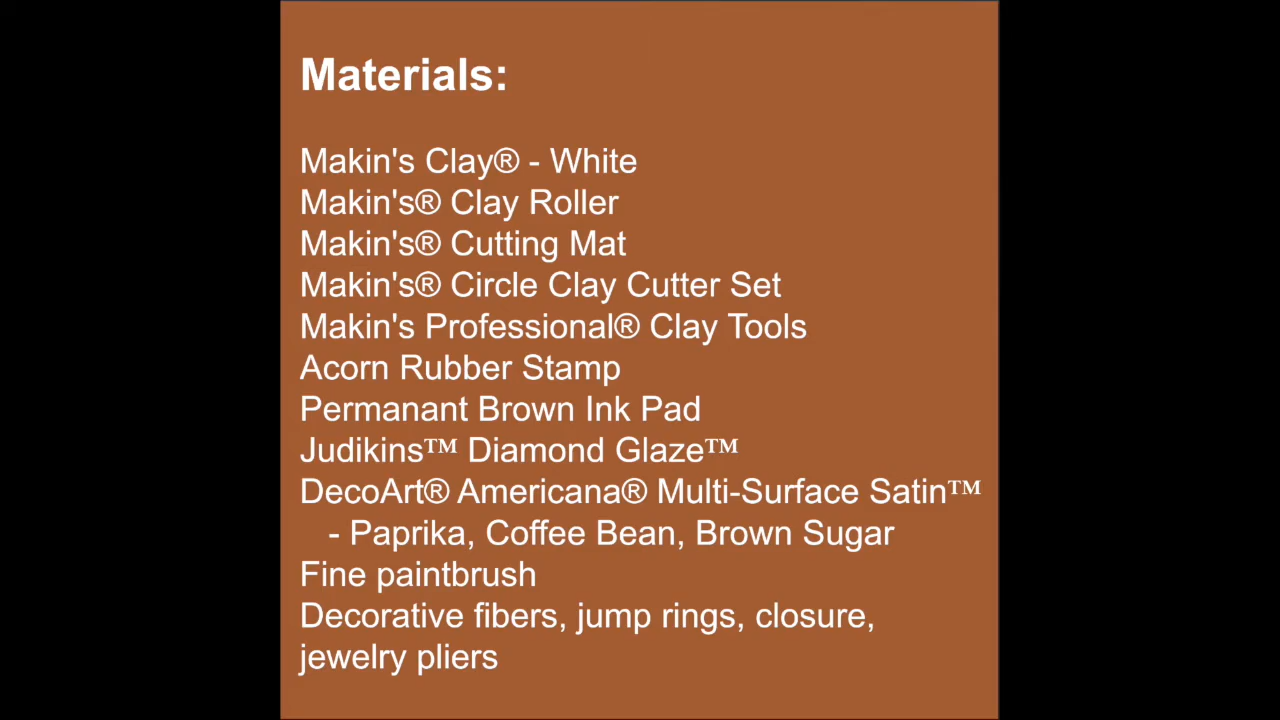 Materials:
Makin's Clay® - White
Makin's® Clay Roller
Makin's® Cutting Mat
Makin's® Circle Clay Cutter Set
Makin's Professional® Clay Tools
Acorn Rubber Stamp
Permanant Brown Ink Pad
Judikins™ Diamond Glaze™
DecoArt® Americana® Multi-Surface Satin™
- Paprika, Coffee Bean, Brown Sugar
Fine paintbrush
Decorative fibers, jump rings, closure,
jewelry pliers